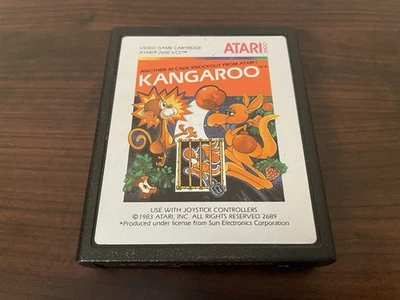 VIDEO GAME CARTRIDGE
ATARI® 2600 VCS™
ATARI
ANOTHER ARCADE KNOCKOUT FROM ATARI!
KANGAROO
USE WITH JOYSTICK CONTROLLERS
©1983 ATARI, INC. ALL RIGHTS RESERVED 2689
*Produced under license from Sun Electronics Corporation